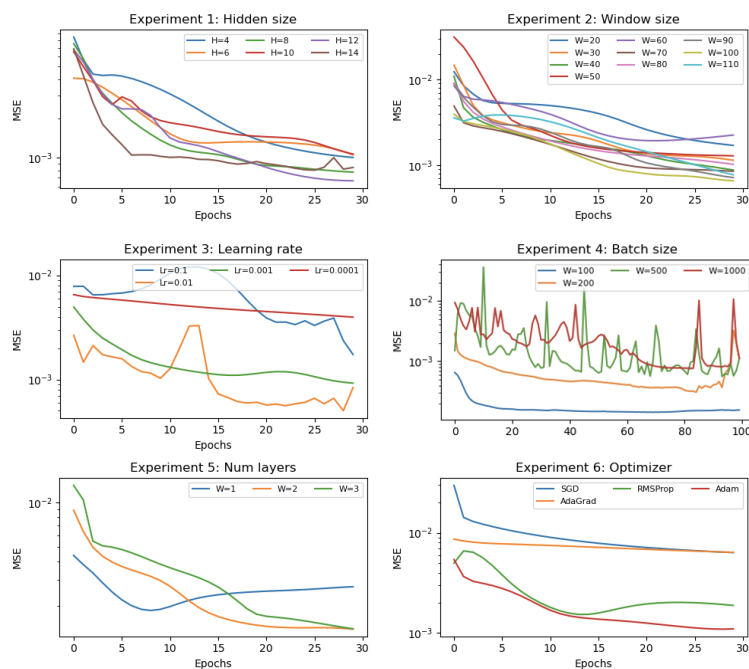 Experiment 1: Hidden size
H=4 H=8 H=12
H=6 H=10 H=14
MSE
10⁻³
0 5 10 15 20 25 30
Epochs
Experiment 2: Window size
W=20 W=60 W=90
W=30 W=70 W=100
W=40 W=80 W=110
W=50
MSE
10⁻²
10⁻³
0 5 10 15 20 25 30
Epochs
Experiment 3: Learning rate
Lr=0.1 Lr=0.001 Lr=0.0001
Lr=0.01
MSE
10⁻²
10⁻³
0 5 10 15 20 25 30
Epochs
Experiment 4: Batch size
W=100 W=500 W=1000
W=200
MSE
10⁻²
10⁻³
0 20 40 60 80 100
Epochs
Experiment 5: Num layers
W=1 W=2 W=3
MSE
10⁻²
0 5 10 15 20 25 30
Epochs
Experiment 6: Optimizer
SGD RMSProp Adam
AdaGrad
MSE
10⁻²
10⁻³
0 5 10 15 20 25 30
Epochs